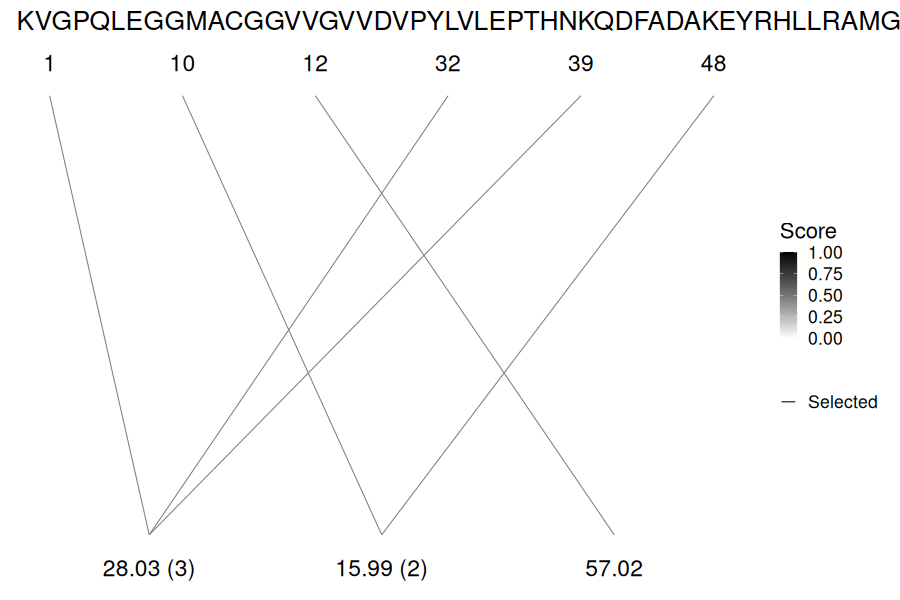 KVGPQLEGGMACGGVVGVVDVPYLVLEPTHNKQDFADAKEYRHLLRAMG
1 10 12 32 39 48
Score
1.00
0.75
0.50
0.25
0.00
Selected
28.03 (3) 15.99 (2) 57.02